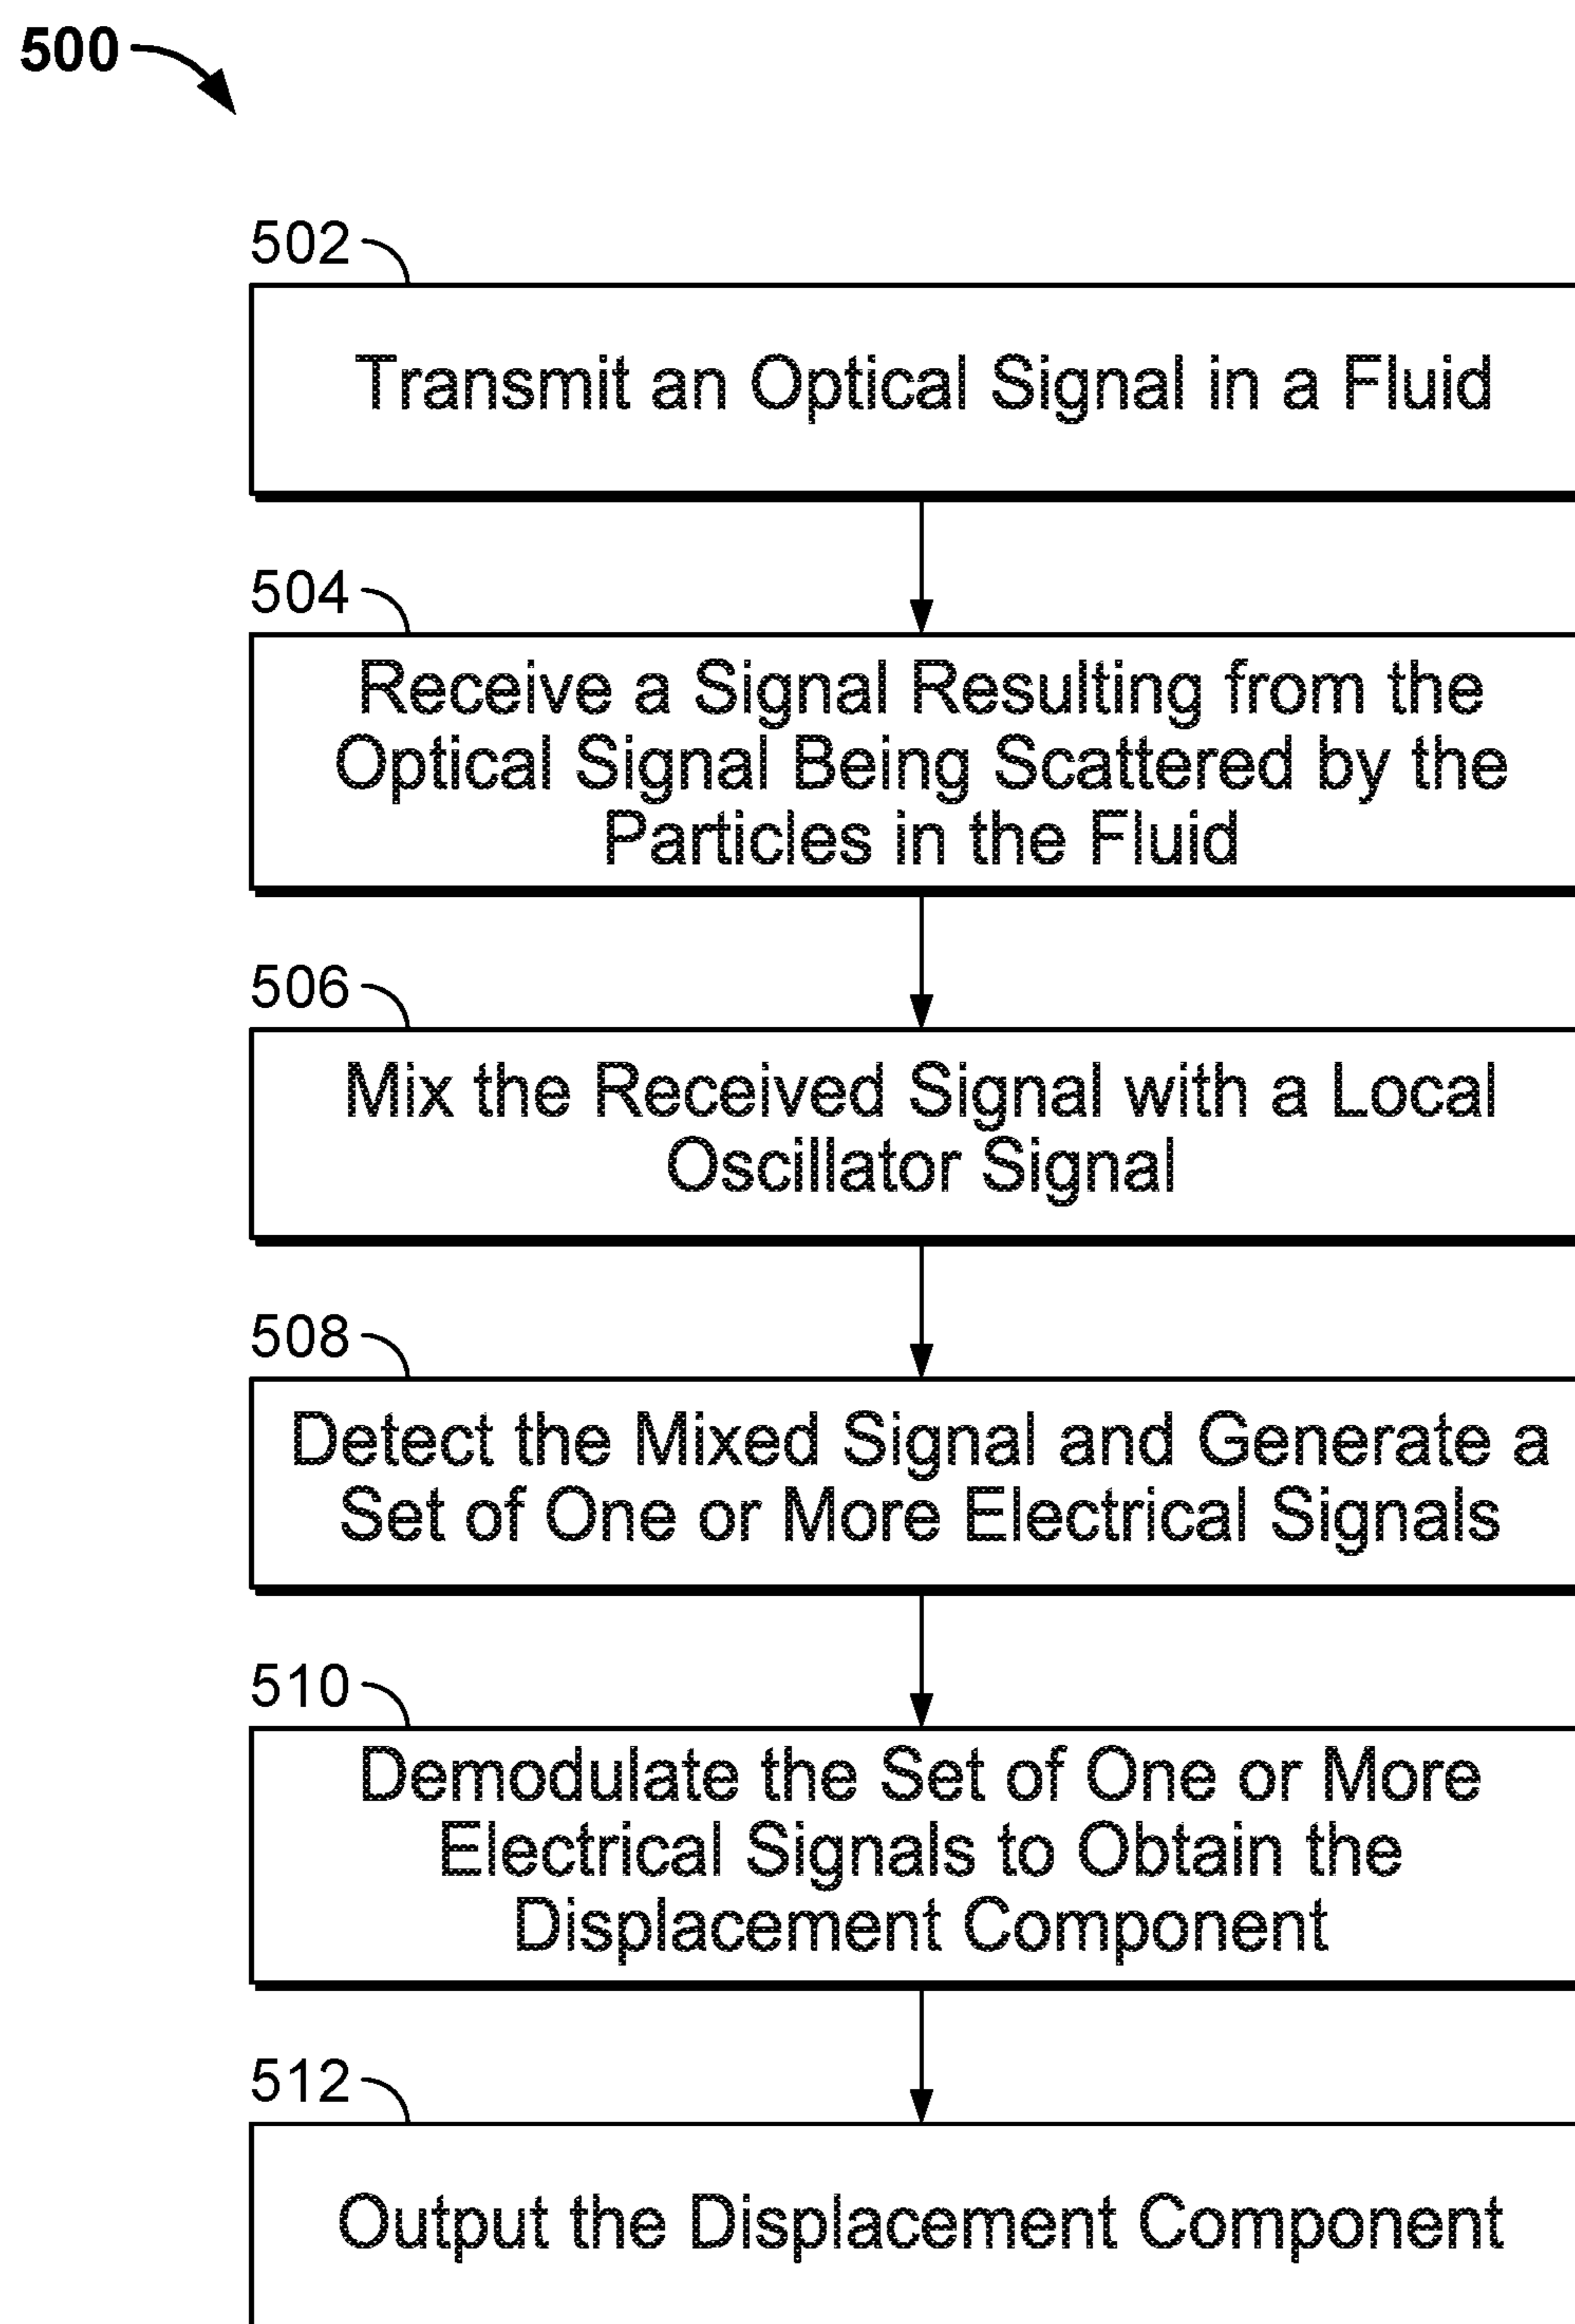 500
502
Transmit an Optical Signal in a Fluid
504
Receive a Signal Resulting from the
Optical Signal Being Scattered by the
Particles in the Fluid
506
Mix the Received Signal with a Local
Oscillator Signal
508
Detect the Mixed Signal and Generate a
Set of One or More Electrical Signals
510
Demodulate the Set of One or More
Electrical Signals to Obtain the
Displacement Component
512
Output the Displacement Component